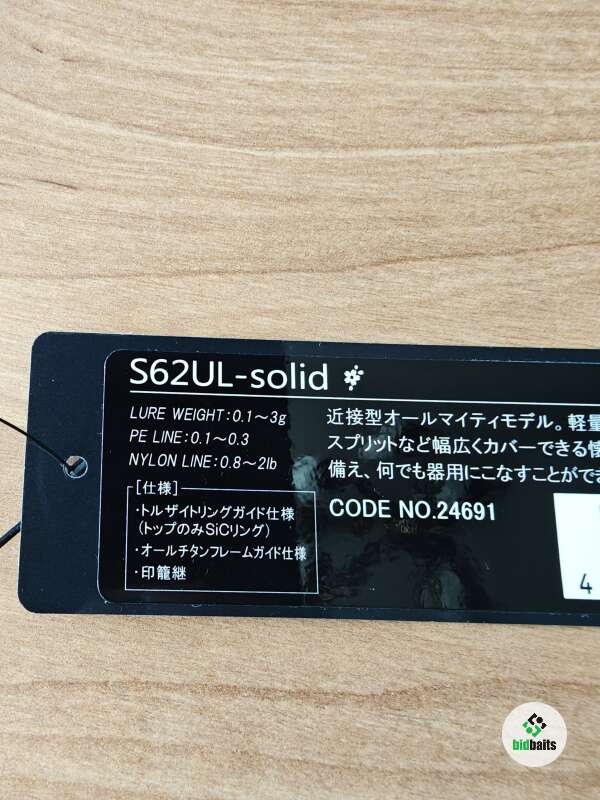 S62UL-solid
LURE WEIGHT:0.1～3g
PE LINE:0.1～0.3
NYLON LINE:0.8～2lb
[仕様]
・トルザイトリングガイド仕様
(トップのみSiCリング)
・オールチタンフレームガイド仕様
・印籠継
近接型オールマイティモデル。軽量
スプリットなど幅広くカバーできる懐
備え、何でも器用にこなすことができ
CODE NO.24691
4
bidbaits